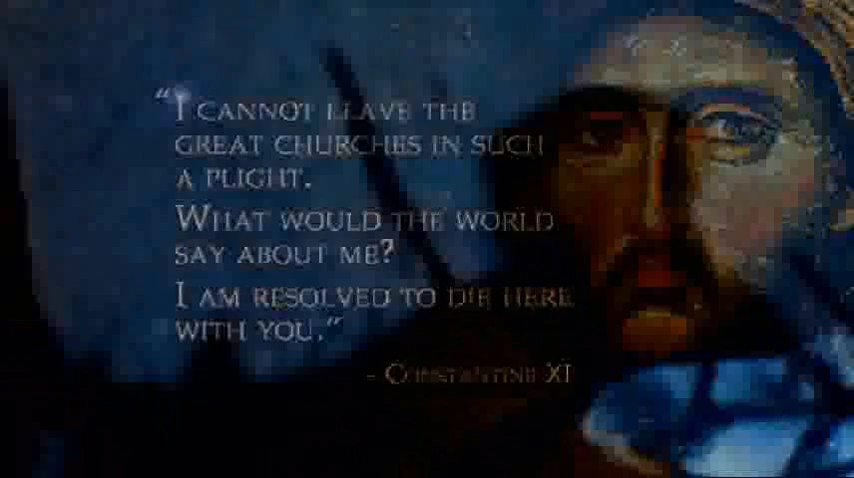 “I CANNOT LEAVE THE
GREAT CHURCHES IN SUCH
A PLIGHT.
WHAT WOULD THE WORLD
SAY ABOUT ME?
I AM RESOLVED TO DIE HERE
WITH YOU.”
- CONSTANTINE XI